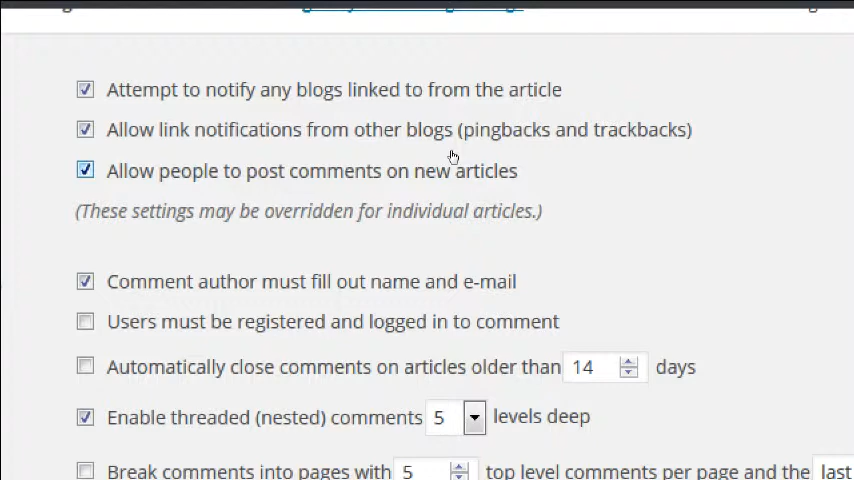 Attempt to notify any blogs linked to from the article
Allow link notifications from other blogs (pingbacks and trackbacks)
Allow people to post comments on new articles
(These settings may be overridden for individual articles.)
Comment author must fill out name and e-mail
Users must be registered and logged in to comment
Automatically close comments on articles older than 14 days
Enable threaded (nested) comments 5 levels deep
Break comments into pages with 5 top level comments per page and the last